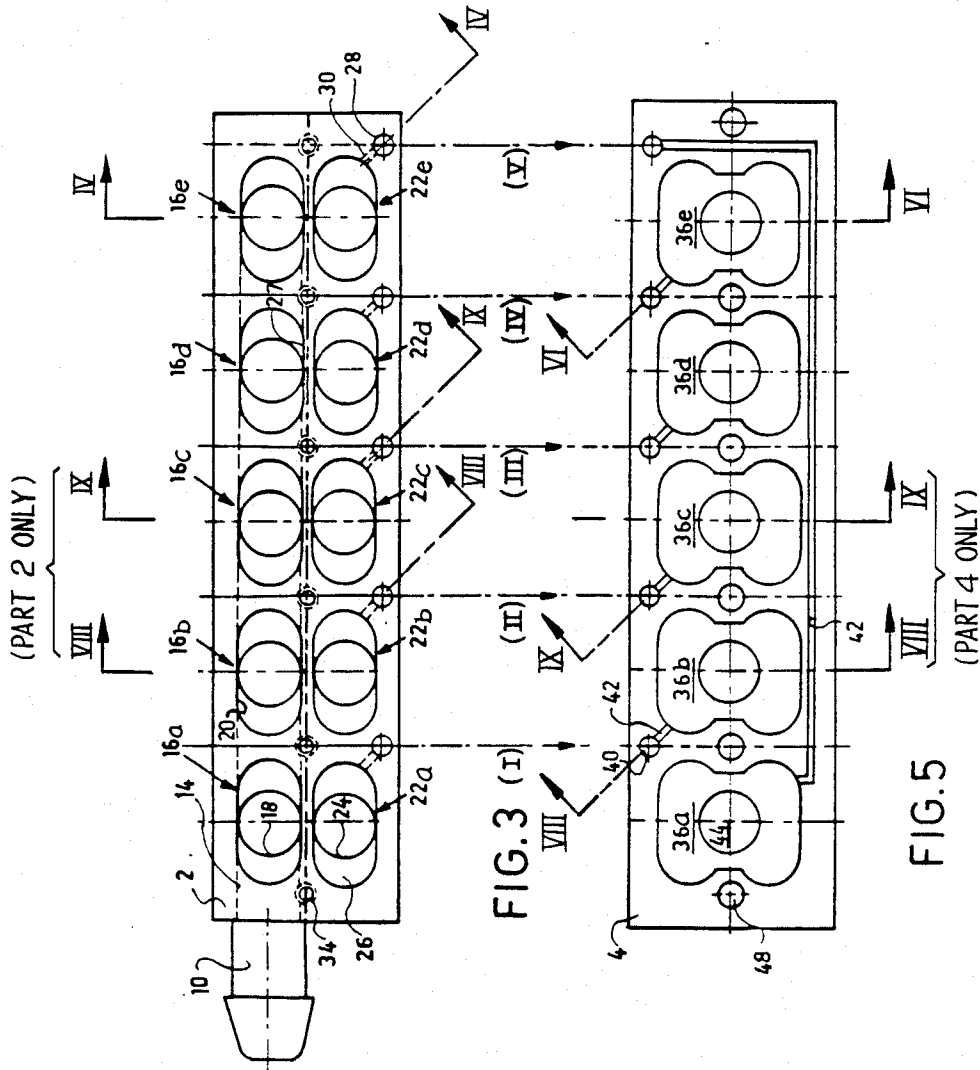 (PART 2 ONLY)
VIII IX IV
16a 16b 16c 16d 16e
2 14 20 27 30 28 IV
18 24
10
34 26 22a 22b 22c 22d 22e
VIII IX
FIG.3
(I) (II) (III) (IV) (V)
VIII IX VI
40 42
4 36a 36b 36c 36d 36e
44
48 42
VIII IX VI
(PART 4 ONLY)
FIG.5